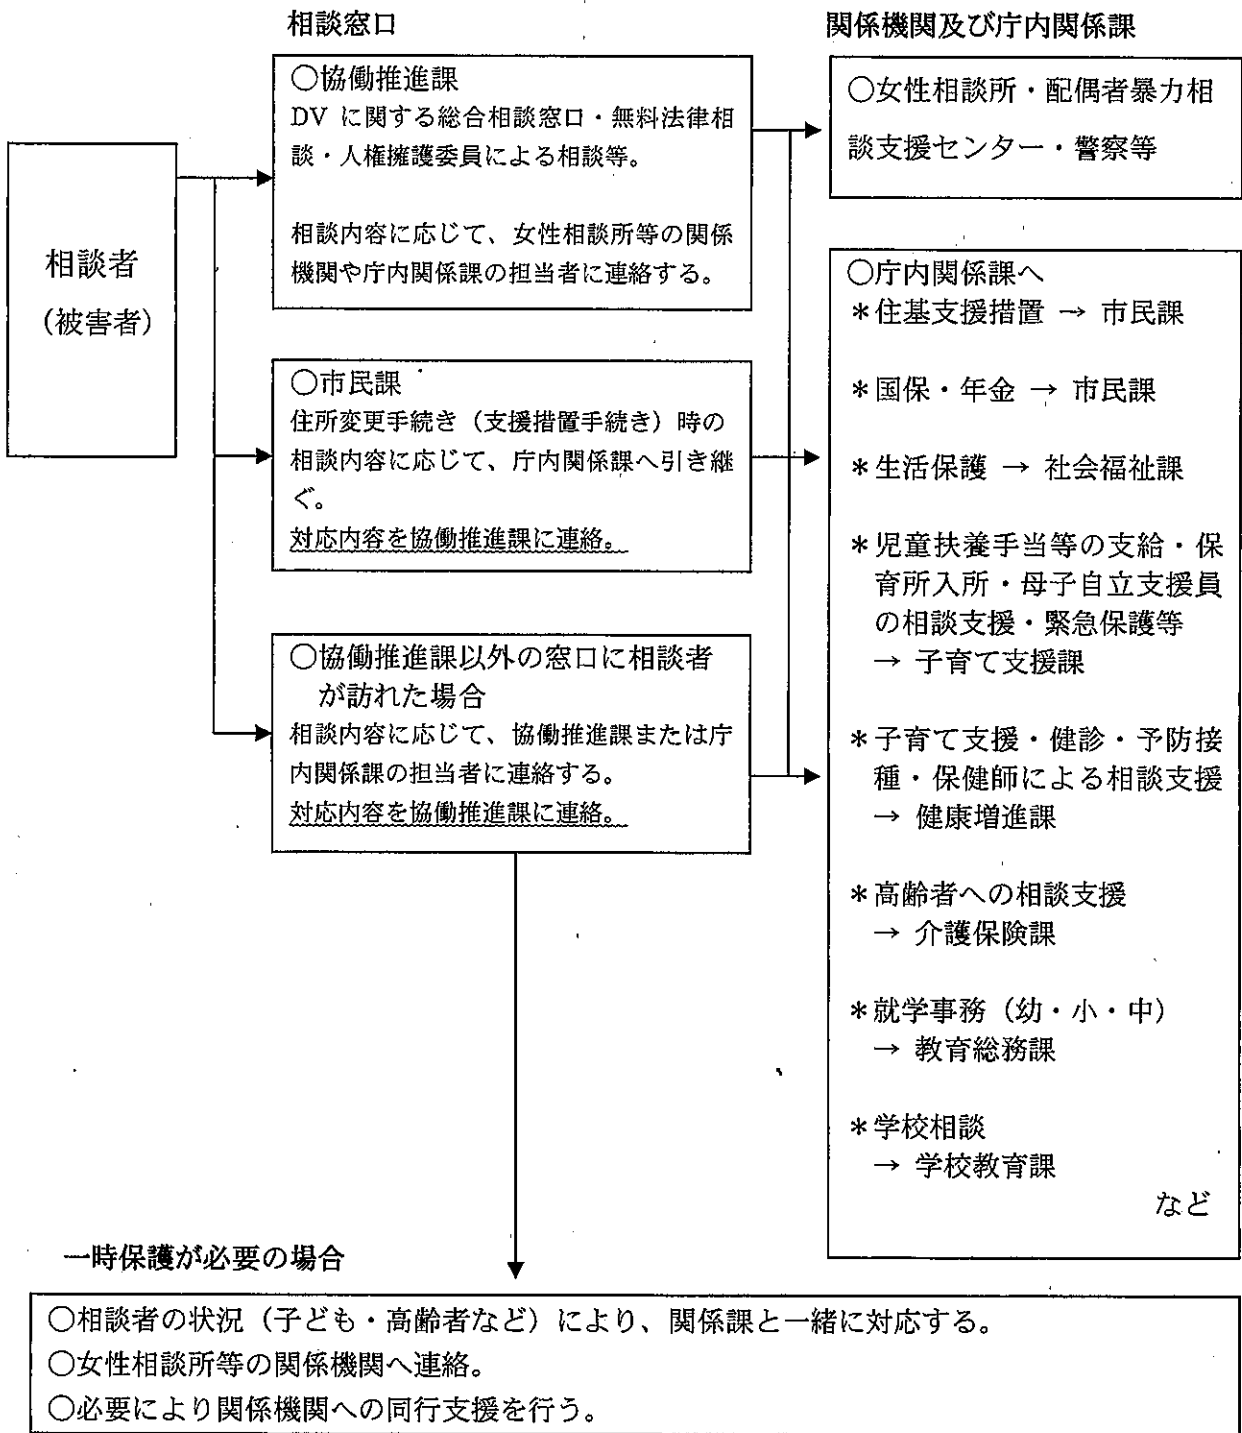 相談窓口
関係機関及び庁内関係課
相談者
（被害者）
○協働推進課
DV に関する総合相談窓口・無料法律相
談・人権擁護委員による相談等。
相談内容に応じて、女性相談所等の関係
機関や庁内関係課の担当者に連絡する。
○市民課
住所変更手続き（支援措置手続き）時の
相談内容に応じて、庁内関係課へ引き継
ぐ。
対応内容を協働推進課に連絡。
○協働推進課以外の窓口に相談者
が訪れた場合
相談内容に応じて、協働推進課または庁
内関係課の担当者に連絡する。
対応内容を協働推進課に連絡。
○女性相談所・配偶者暴力相
談支援センター・警察等
○庁内関係課へ
＊住基支援措置 → 市民課
＊国保・年金 → 市民課
＊生活保護 → 社会福祉課
＊児童扶養手当等の支給・保
育所入所・母子自立支援員
の相談支援・緊急保護等
→ 子育て支援課
＊子育て支援・健診・予防接
種・保健師による相談支援
→ 健康増進課
＊高齢者への相談支援
→ 介護保険課
＊就学事務（幼・小・中）
→ 教育総務課
＊学校相談
→ 学校教育課
など
一時保護が必要の場合
○相談者の状況（子ども・高齢者など）により、関係課と一緒に対応する。
○女性相談所等の関係機関へ連絡。
○必要により関係機関への同行支援を行う。